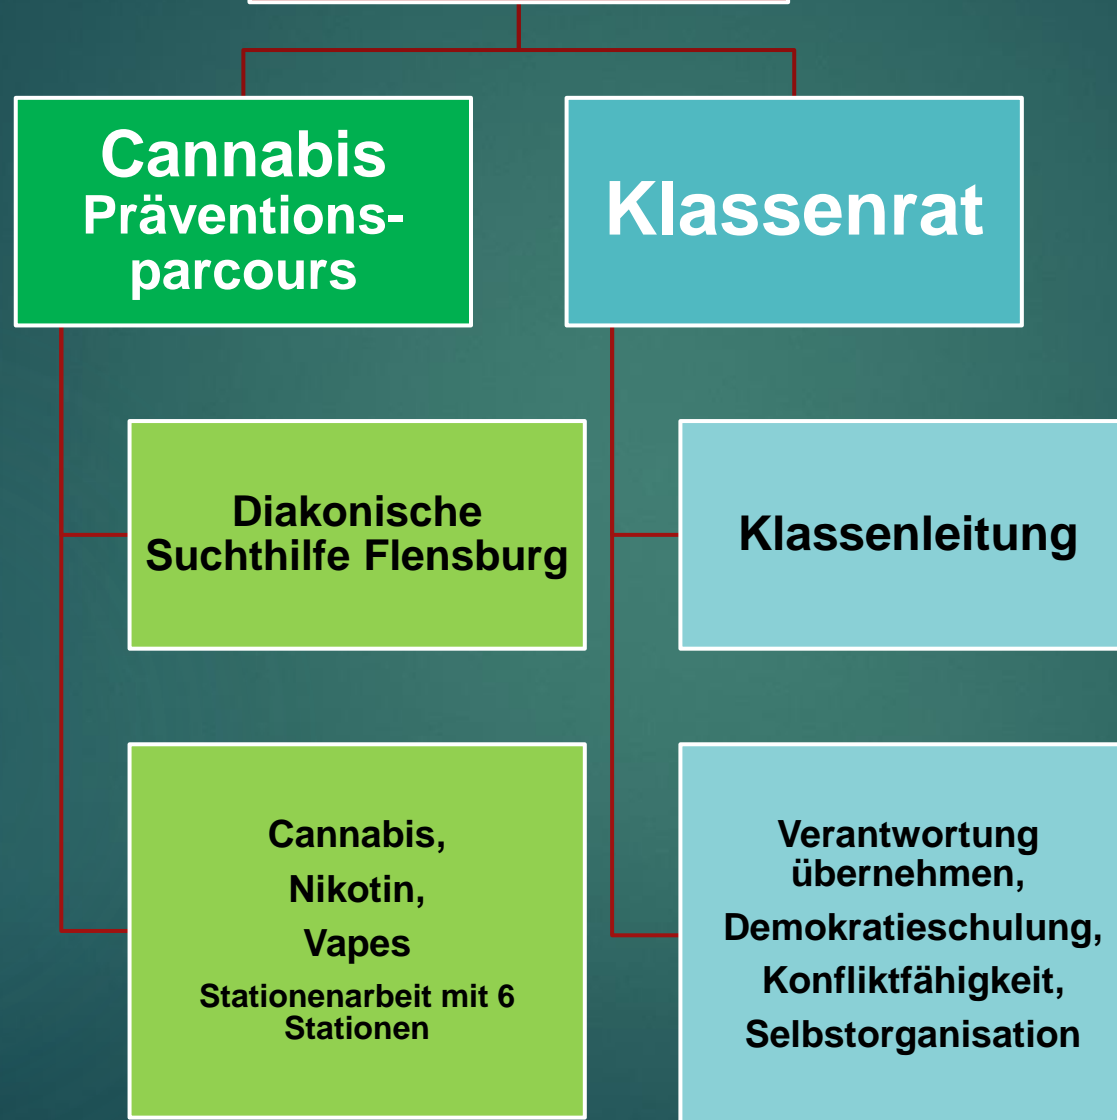 Cannabis
Präventions-
parcours
Klassenrat
Diakonische
Suchthilfe Flensburg
Klassenleitung
Cannabis,
Nikotin,
Vapes
Stationenarbeit mit 6
Stationen
Verantwortung
übernehmen,
Demokratieschulung,
Konfliktfähigkeit,
Selbstorganisation